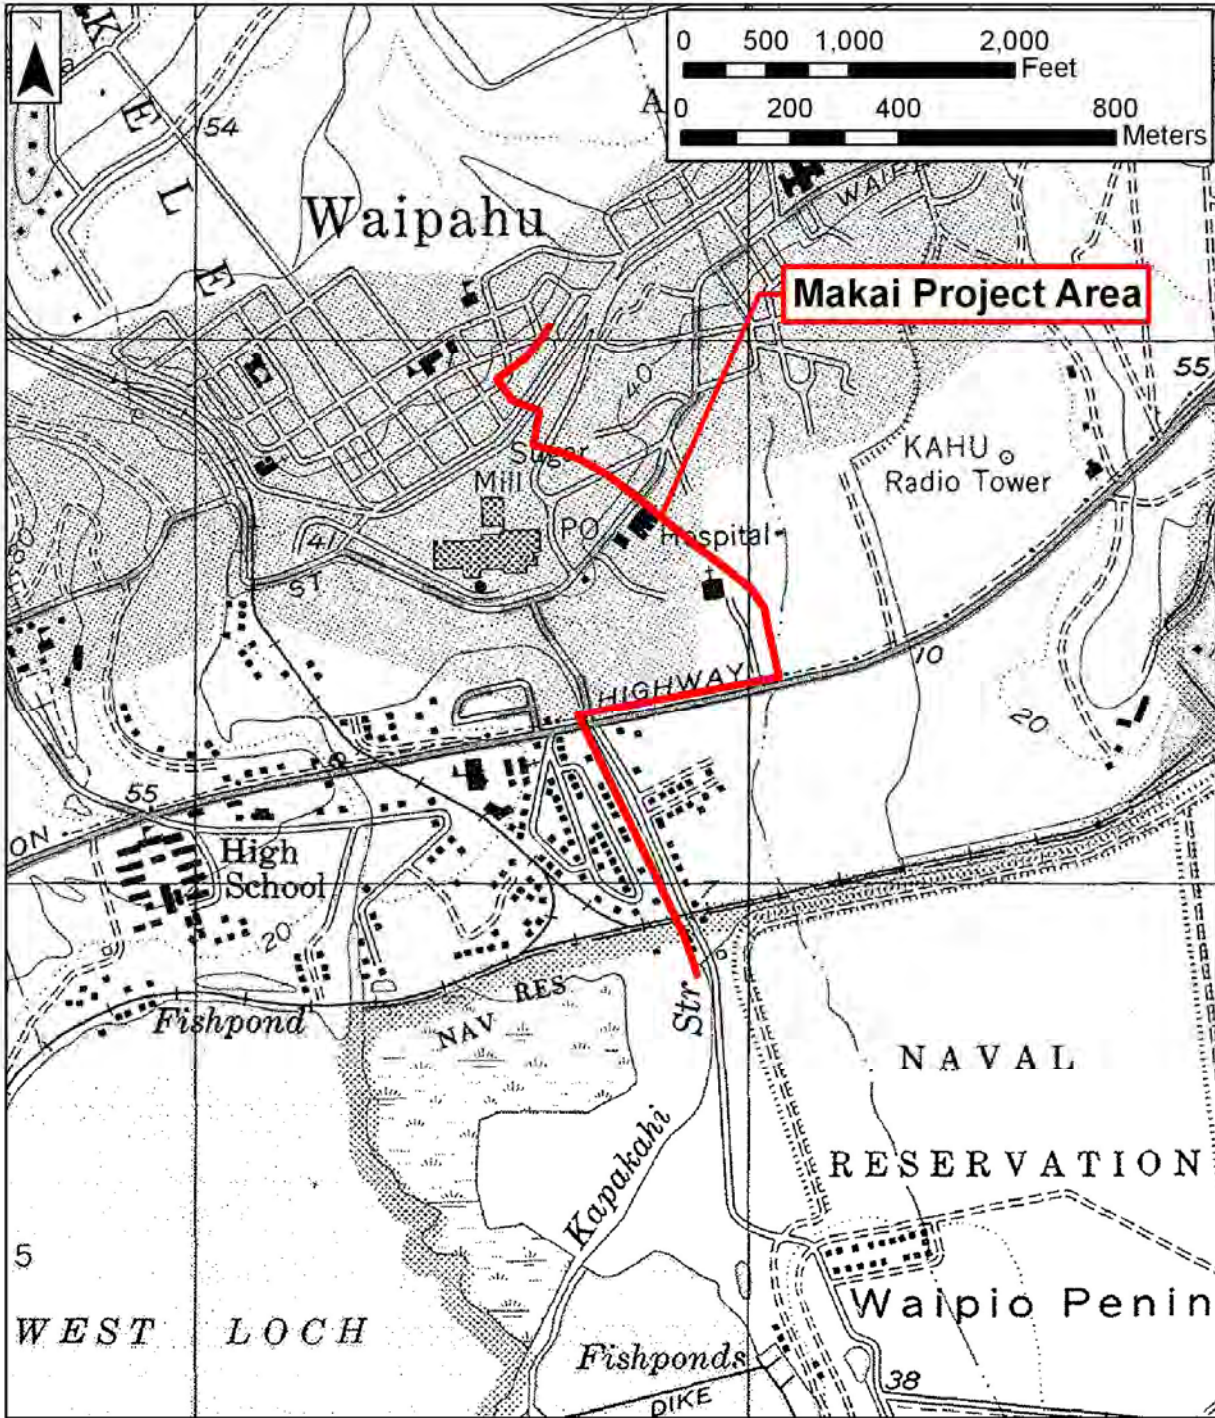 N
0 500 1,000 2,000
Feet
0 200 400 800
Meters
K
E
L
E
E
54
A
Waipahu
WAIP
Makai Project Area
55
40
KAHU
Radio Tower
Sugar
Mill
PO
Hospital
41
ST
80
HIGHWAY
10
20
55
ON
High
School
20
Fishpond
NAV RES
Str
Kapakahi
NAVAL
RESERVATION
5
WEST LOCH
Waipio Penin
Fishponds
DIKE
38